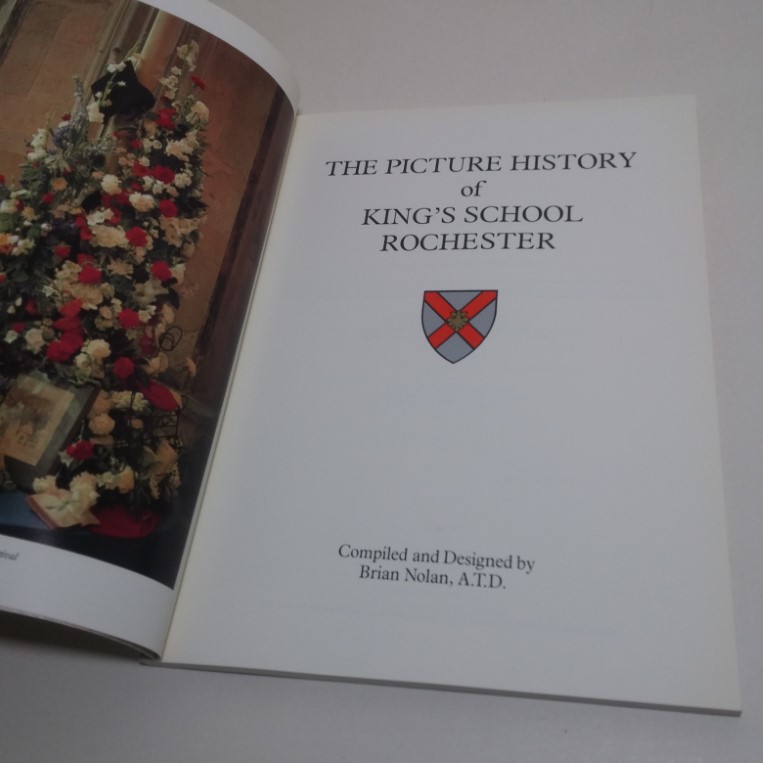 THE PICTURE HISTORY
of
KING'S SCHOOL
ROCHESTER
Compiled and Designed by
Brian Nolan, A.T.D.